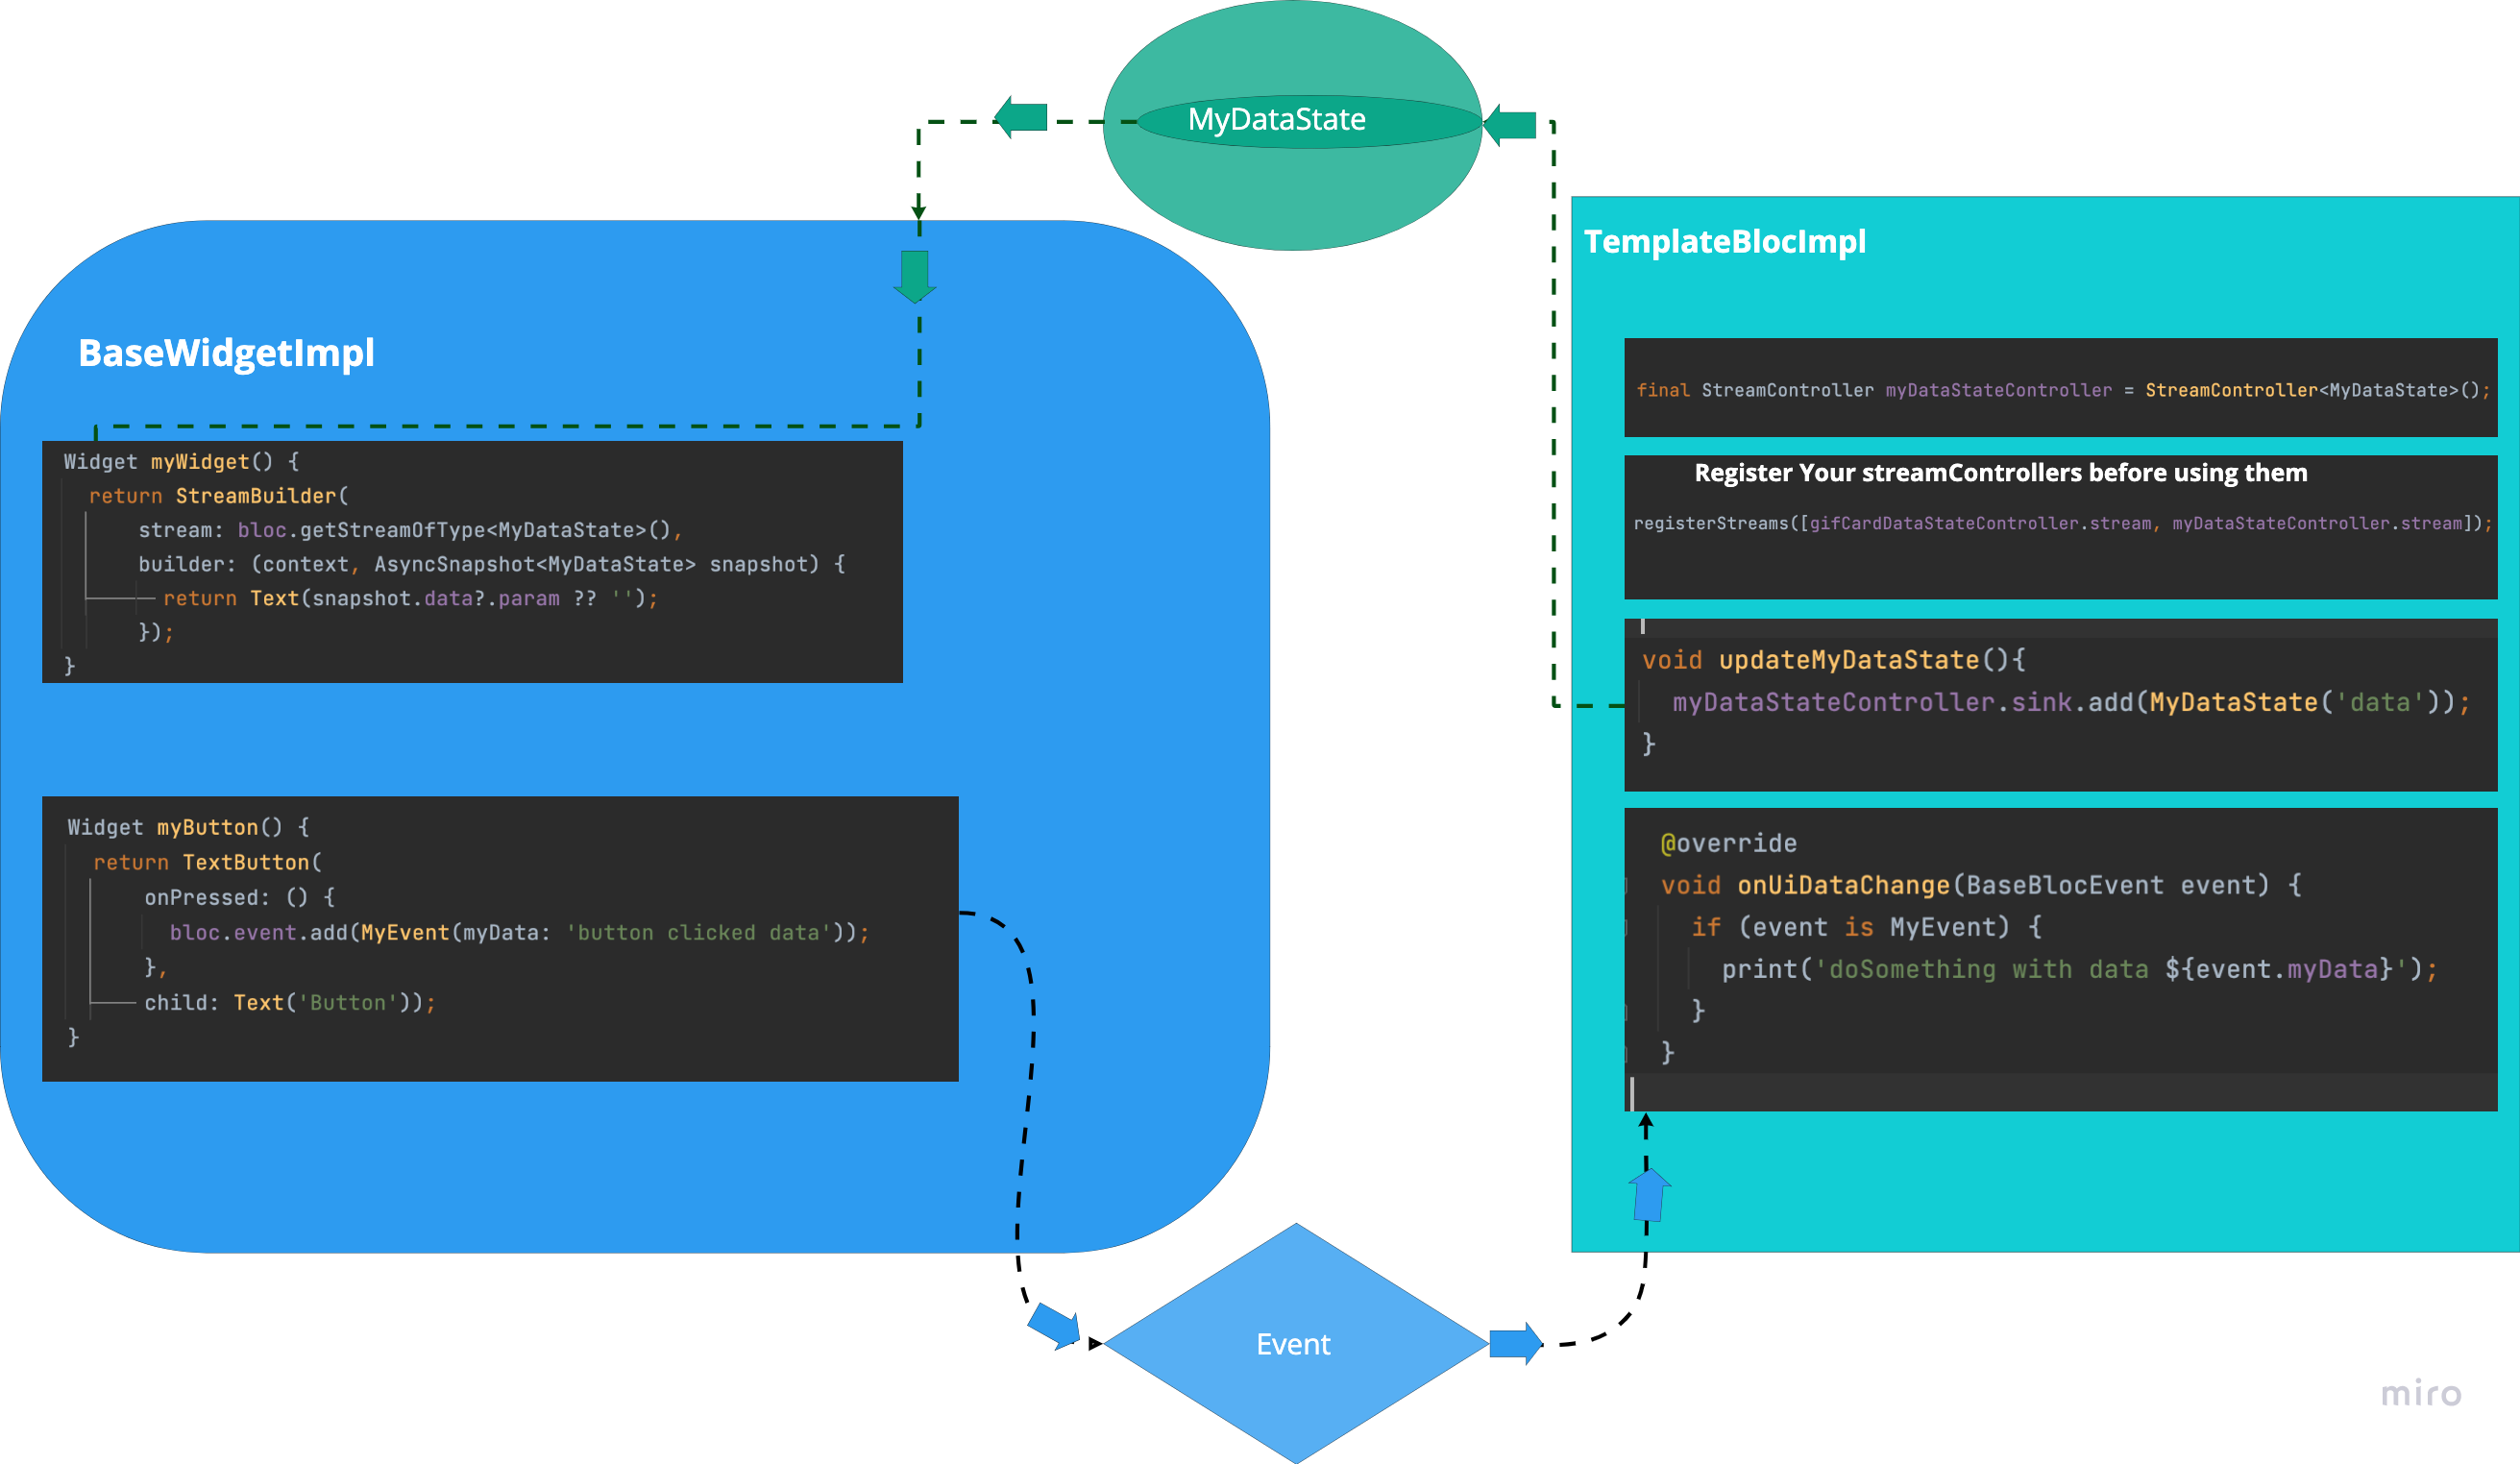 MyDataState
BaseWidgetImpl
Widget myWidget() {
return StreamBuilder(
stream: bloc.getStreamOfType<MyDataState>(),
builder: (context, AsyncSnapshot<MyDataState> snapshot) {
return Text(snapshot.data?.param ?? '');
});
}
Widget myButton() {
return TextButton(
onPressed: () {
bloc.event.add(MyEvent(myData: 'button clicked data'));
},
child: Text('Button'));
}
Event
TemplateBlocImpl
final StreamController myDataStateController = StreamController<MyDataState>();
Register Your streamControllers before using them
registerStreams([gifCardDataStateController.stream, myDataStateController.stream]);
void updateMyDataState(){
myDataStateController.sink.add(MyDataState('data'));
}
@override
void onUiDataChange(BaseBlocEvent event) {
if (event is MyEvent) {
print('doSomething with data ${event.myData}');
}
}
miro